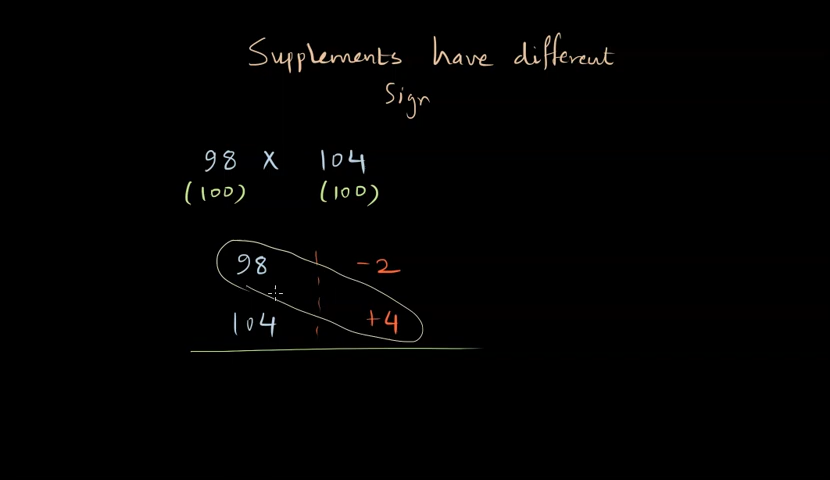 Supplements have different
Sign
98 x 104
(100) (100)
98 -2
104 +4